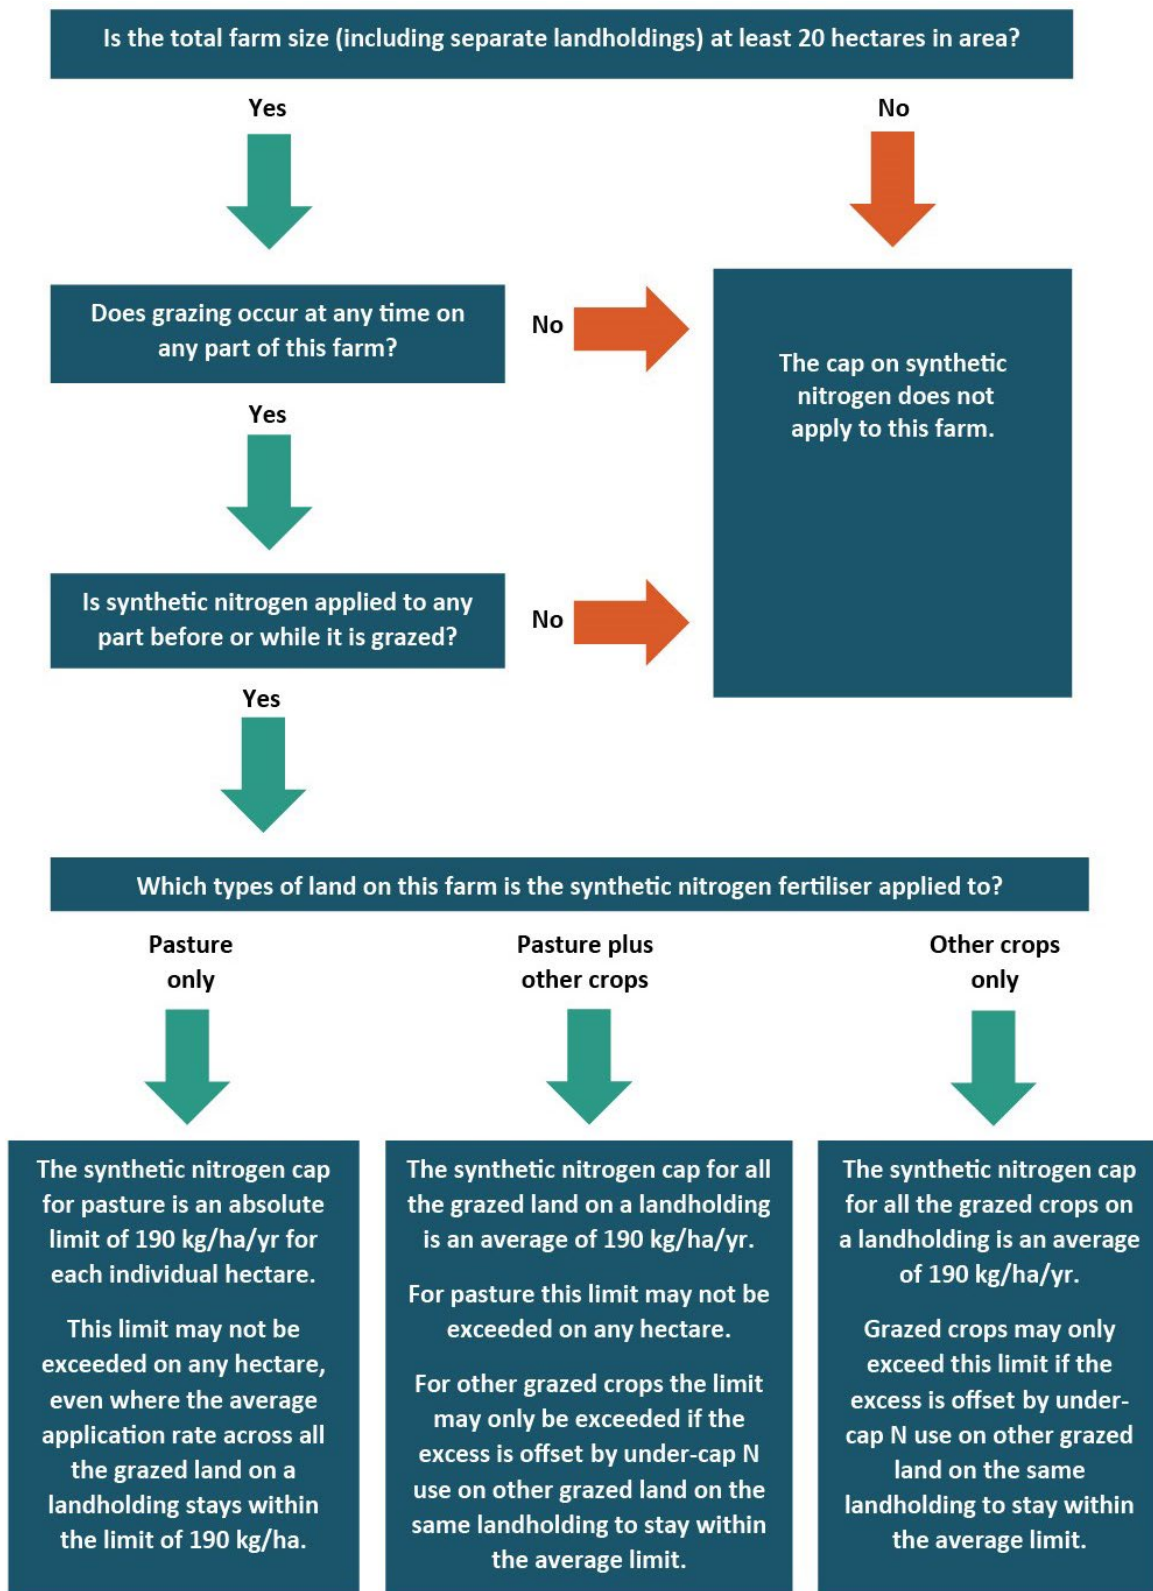 Is the total farm size (including separate landholdings) at least 20 hectares in area?
Yes
No
Does grazing occur at any time on
any part of this farm?
No
The cap on synthetic
nitrogen does not
apply to this farm.
Yes
Is synthetic nitrogen applied to any
part before or while it is grazed?
No
Yes
Which types of land on this farm is the synthetic nitrogen fertiliser applied to?
Pasture
only
Pasture plus
other crops
Other crops
only
The synthetic nitrogen cap
for pasture is an absolute
limit of 190 kg/ha/yr for
each individual hectare.
This limit may not be
exceeded on any hectare,
even where the average
application rate across all
the grazed land on a
landholding stays within
the limit of 190 kg/ha.
The synthetic nitrogen cap for all
the grazed land on a landholding
is an average of 190 kg/ha/yr.
For pasture this limit may not be
exceeded on any hectare.
For other grazed crops the limit
may only be exceeded if the
excess is offset by under-cap N
use on other grazed land on the
same landholding to stay within
the average limit.
The synthetic nitrogen cap
for all the grazed crops on
a landholding is an average
of 190 kg/ha/yr.
Grazed crops may only
exceed this limit if the
excess is offset by under-
cap N use on other grazed
land on the same
landholding to stay within
the average limit.